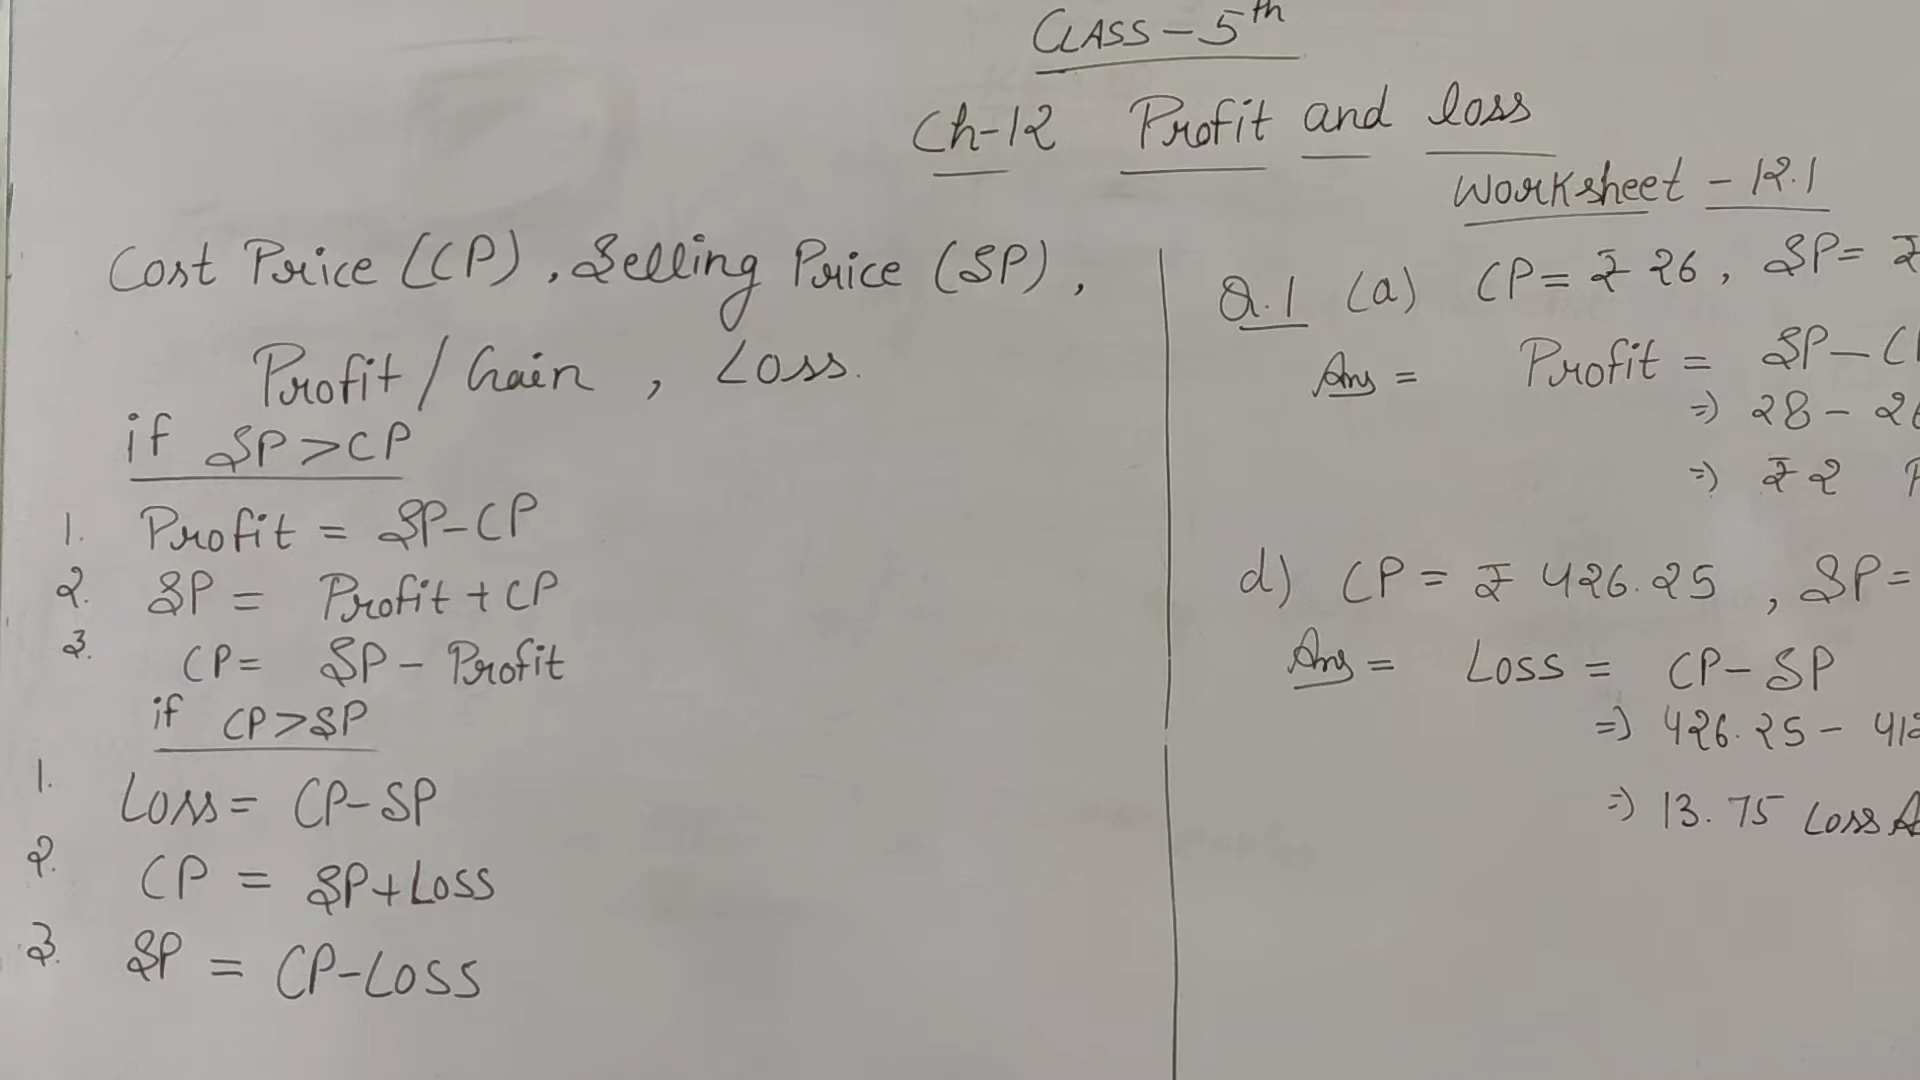 CLASS - 5th
Ch-12 Profit and loss
Worksheet - 12.1
Cost Price (CP), Selling Price (SP),
Profit / Gain, Loss.
if SP > CP
1. Profit = SP - CP
2. SP = Profit + CP
3. CP = SP - Profit
if CP > SP
1. Loss = CP - SP
2. CP = SP + Loss
3. SP = CP - Loss
Q.1 (a) CP = ₹ 26, SP = ₹
Ans = Profit = SP -
=) 28 -
=) ₹ 2
d) CP = ₹ 426.25, SP =
Ans = Loss = CP - SP
=) 426.25 - 412
=) 13.75 Loss